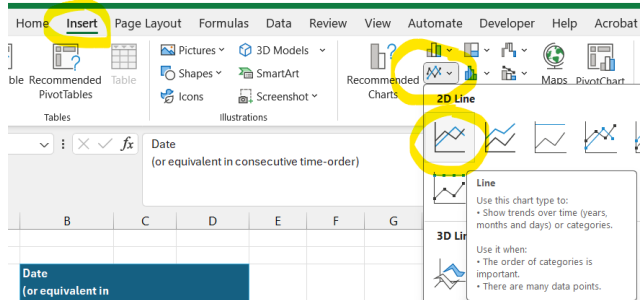 Home Insert Page Layout Formulas Data Review View Automate Developer Help Acrobat
Pictures 3D Models
Shapes SmartArt
Icons Screenshot
ble Recommended
PivotTables
Table
Recommended
Charts
Maps PivotChart
Tables
Illustrations
2D Line
fx
Date
(or equivalent in consecutive time-order)
Line
Use this chart type to:
• Show trends over time (years,
months and days) or categories.
Use it when:
• The order of categories is
important.
• There are many data points.
3D Lin
B C D E F G
Date
(or equivalent in